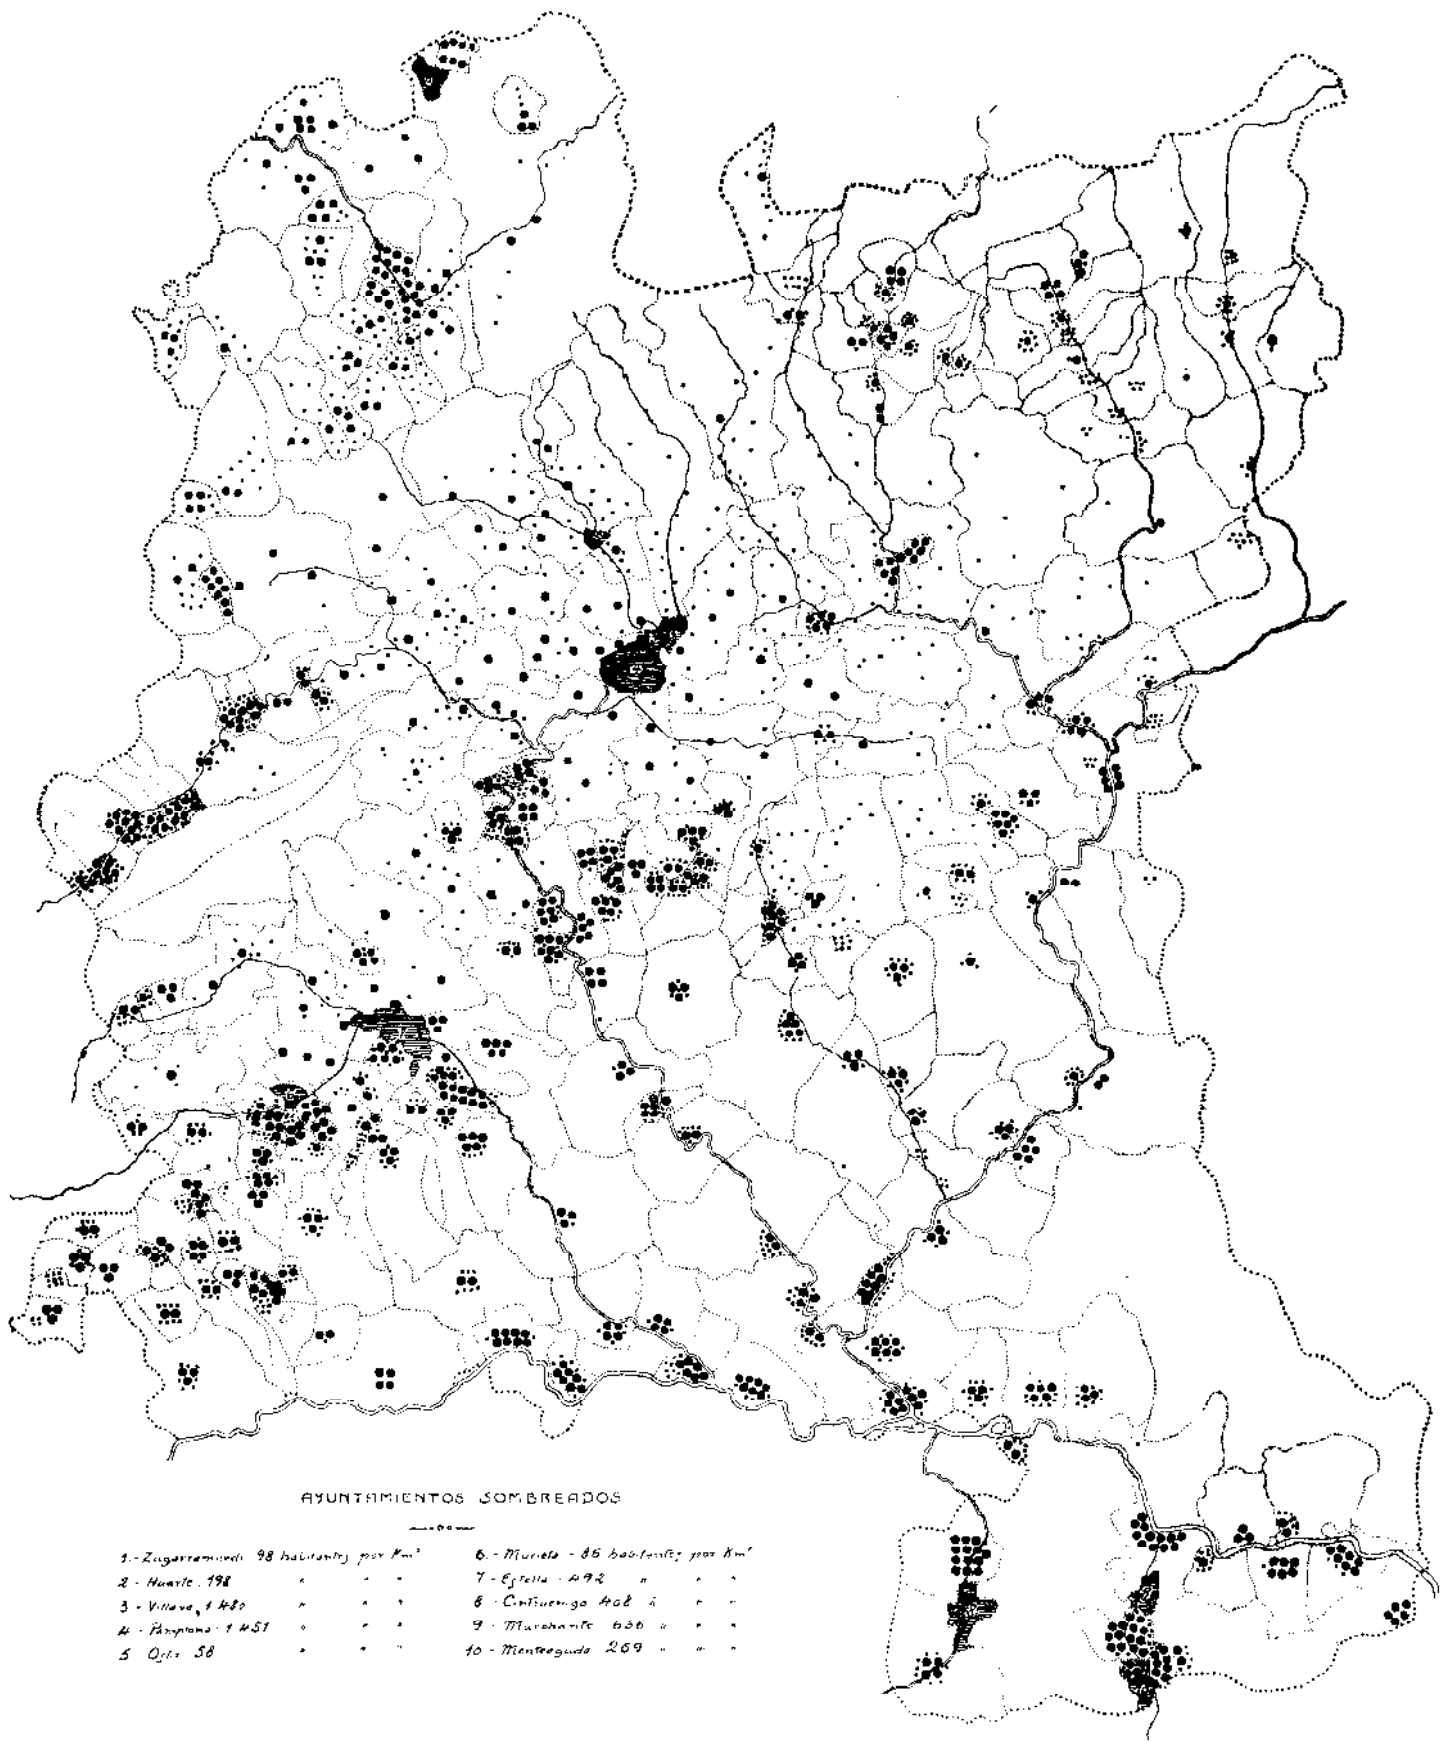 AYUNTAMIENTOS SOMBREADOS
1.- Zugarramurdi 98 habitantes por Km²
2 - Huarte. 198 " " "
3 - Villava, 1 480 " " "
4 - Pamplona. 1 451 " " "
5 58 " " "
6. - Murieta - 86 habitantes por Km²
7 - Estella - 492 " " "
8 - Cintruenigo 408 " " "
9 - Murchante 636 " " "
10 - Monteagudo 269 " " "